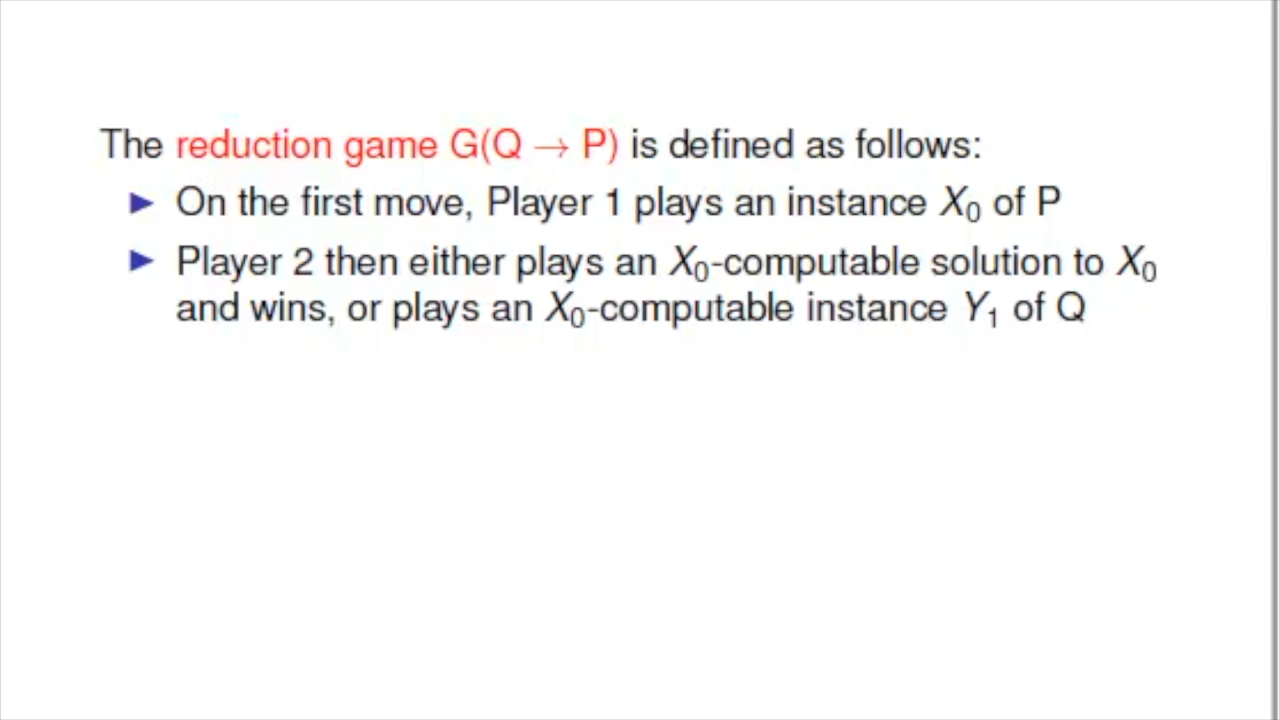 The reduction game G(Q → P) is defined as follows:
▶ On the first move, Player 1 plays an instance X₀ of P
▶ Player 2 then either plays an X₀-computable solution to X₀
and wins, or plays an X₀-computable instance Y₁ of Q